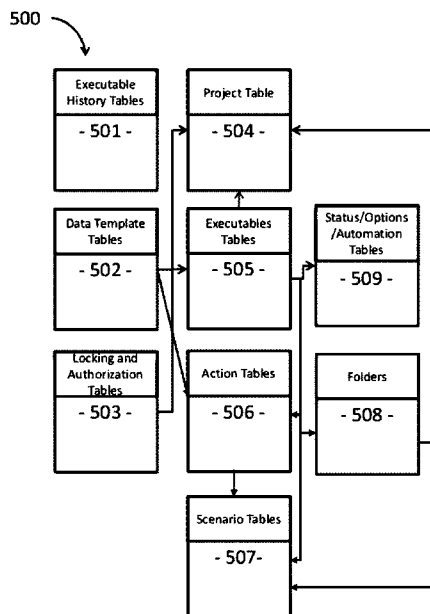 500
Executable
History Tables
- 501 -
Project Table
- 504 -
Data Template
Tables
- 502 -
Executables
Tables
- 505 -
Status/Options
/Automation
Tables
- 509 -
Locking and
Authorization
Tables
- 503 -
Action Tables
- 506 -
Folders
- 508 -
Scenario Tables
- 507-